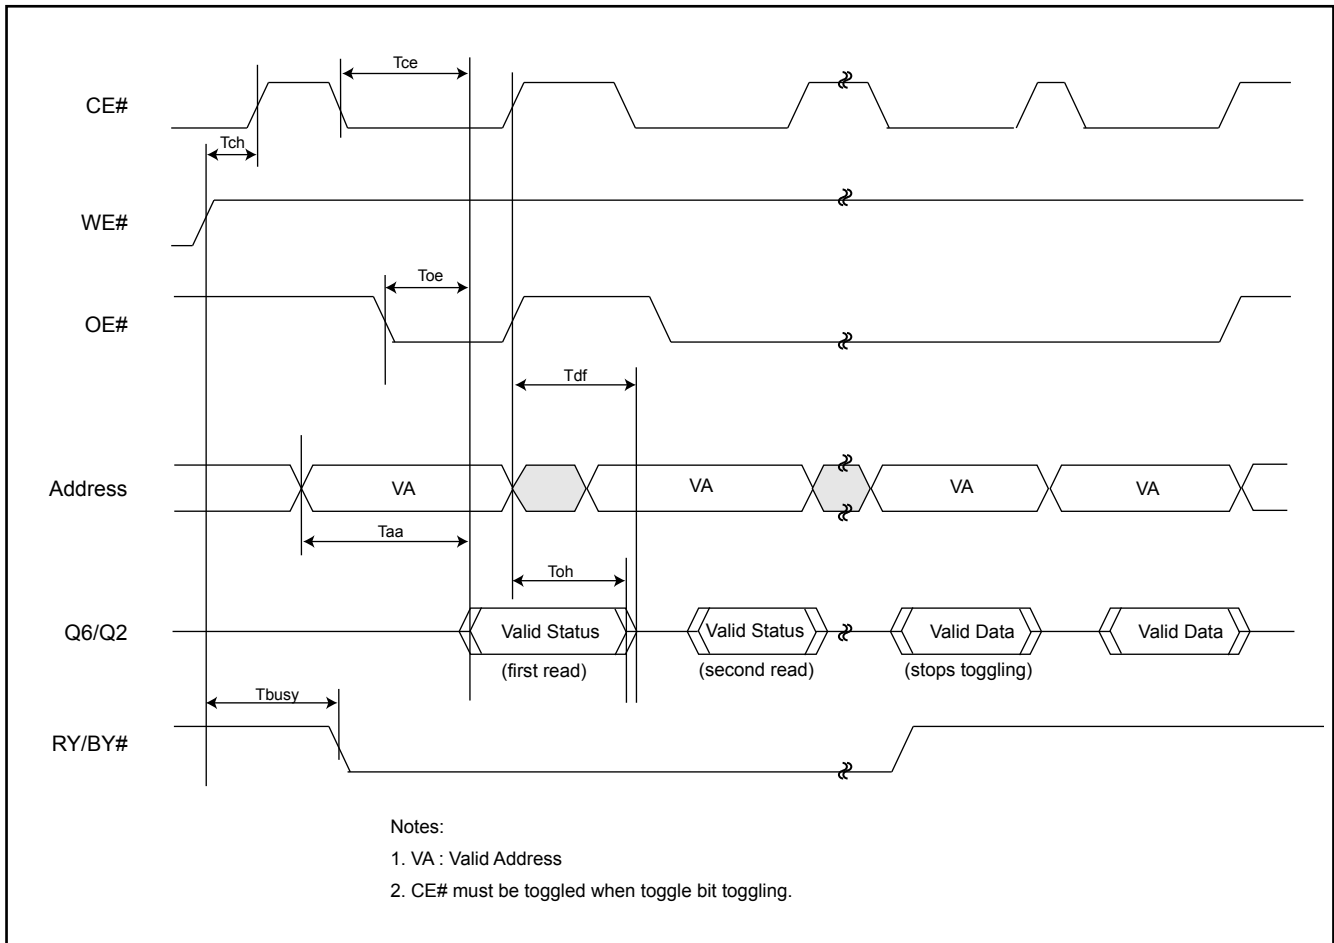 Tce
CE#
Tch
WE#
Toe
OE#
Tdf
Address
VA
VA
VA
VA
Taa
Toh
Q6/Q2
Valid Status
Valid Status
Valid Data
Valid Data
(first read)
(second read)
(stops toggling)
Tbusy
RY/BY#
Notes:
1. VA : Valid Address
2. CE# must be toggled when toggle bit toggling.